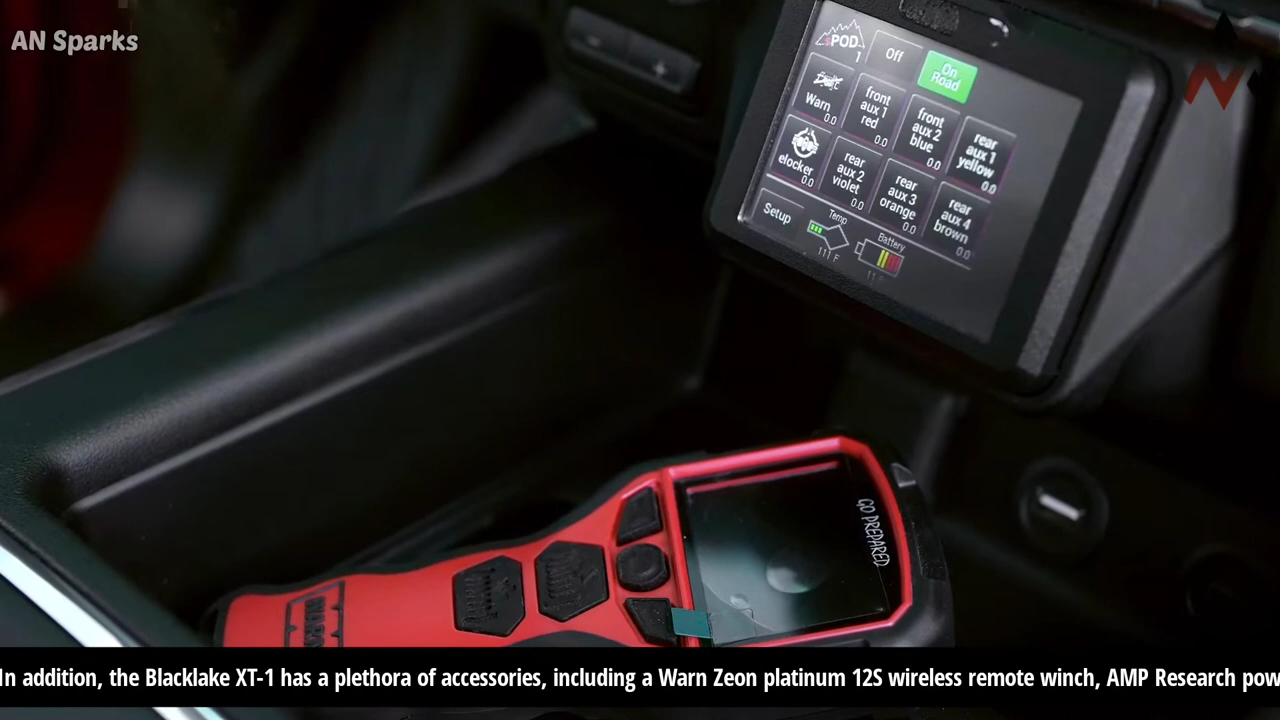 AN Sparks
sPOD
1
Off
On
Road
Warn
0.0
front
aux 1
red
0.0
front
aux 2
blue
0.0
rear
aux 1
yellow
0.0
elocker
0.0
rear
aux 2
violet
0.0
rear
aux 3
orange
0.0
rear
aux 4
brown
0.0
Setup
Temp
111 F
Battery
GO PREPARED
In addition, the Blacklake XT-1 has a plethora of accessories, including a Warn Zeon platinum 12S wireless remote winch, AMP Research pow